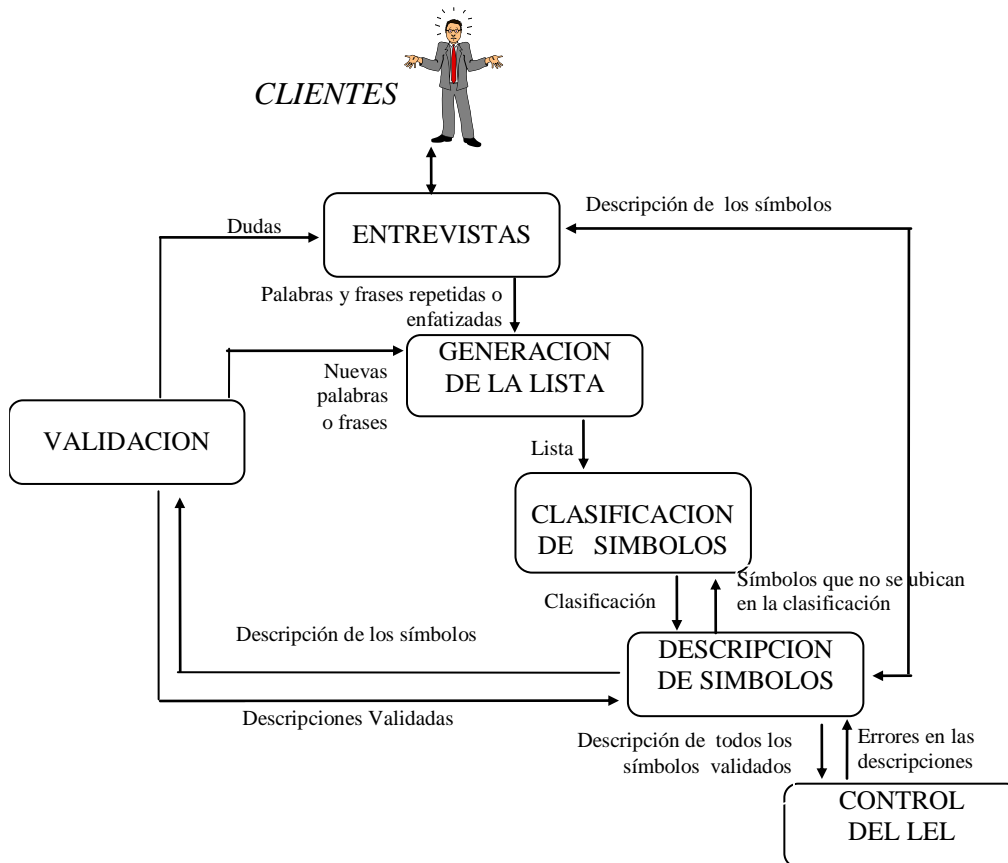 CLIENTES
Descripción de los símbolos
Dudas
ENTREVISTAS
Palabras y frases repetidas o
enfatizadas
GENERACION
DE LA LISTA
Nuevas
palabras
o frases
VALIDACION
Lista
CLASIFICACION
DE SIMBOLOS
Símbolos que no se ubican
en la clasificación
Clasificación
Descripción de los símbolos
DESCRIPCION
DE SIMBOLOS
Descripciones Validadas
Descripción de todos los
símbolos validados
Errores en las
descripciones
CONTROL
DEL LEL